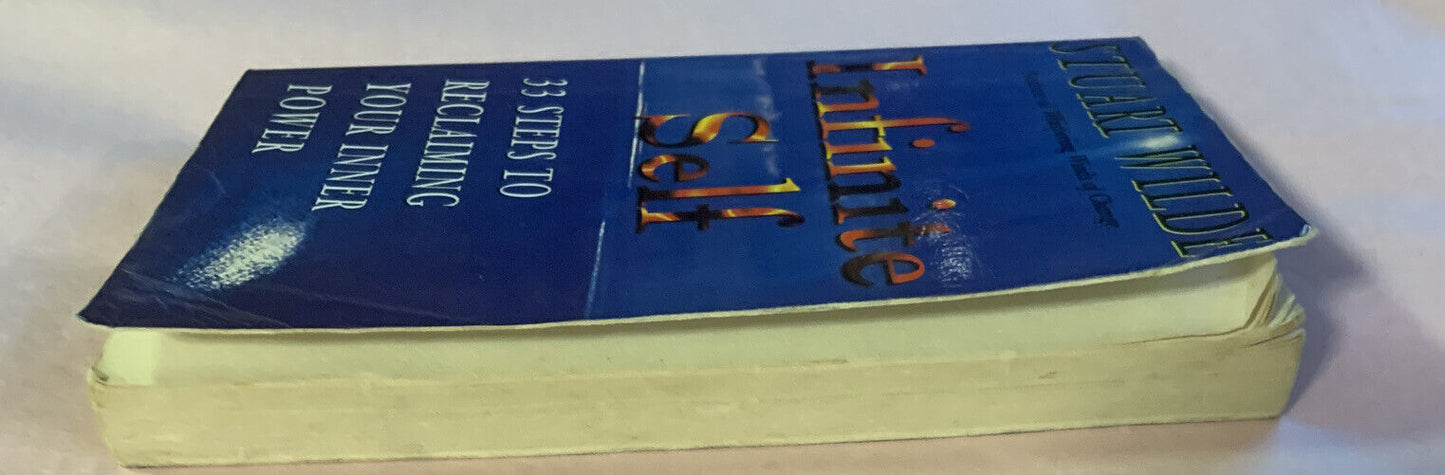 STUART WILDE
Infinite
Self
33 STEPS TO
RECLAIMING
YOUR INNER
POWER